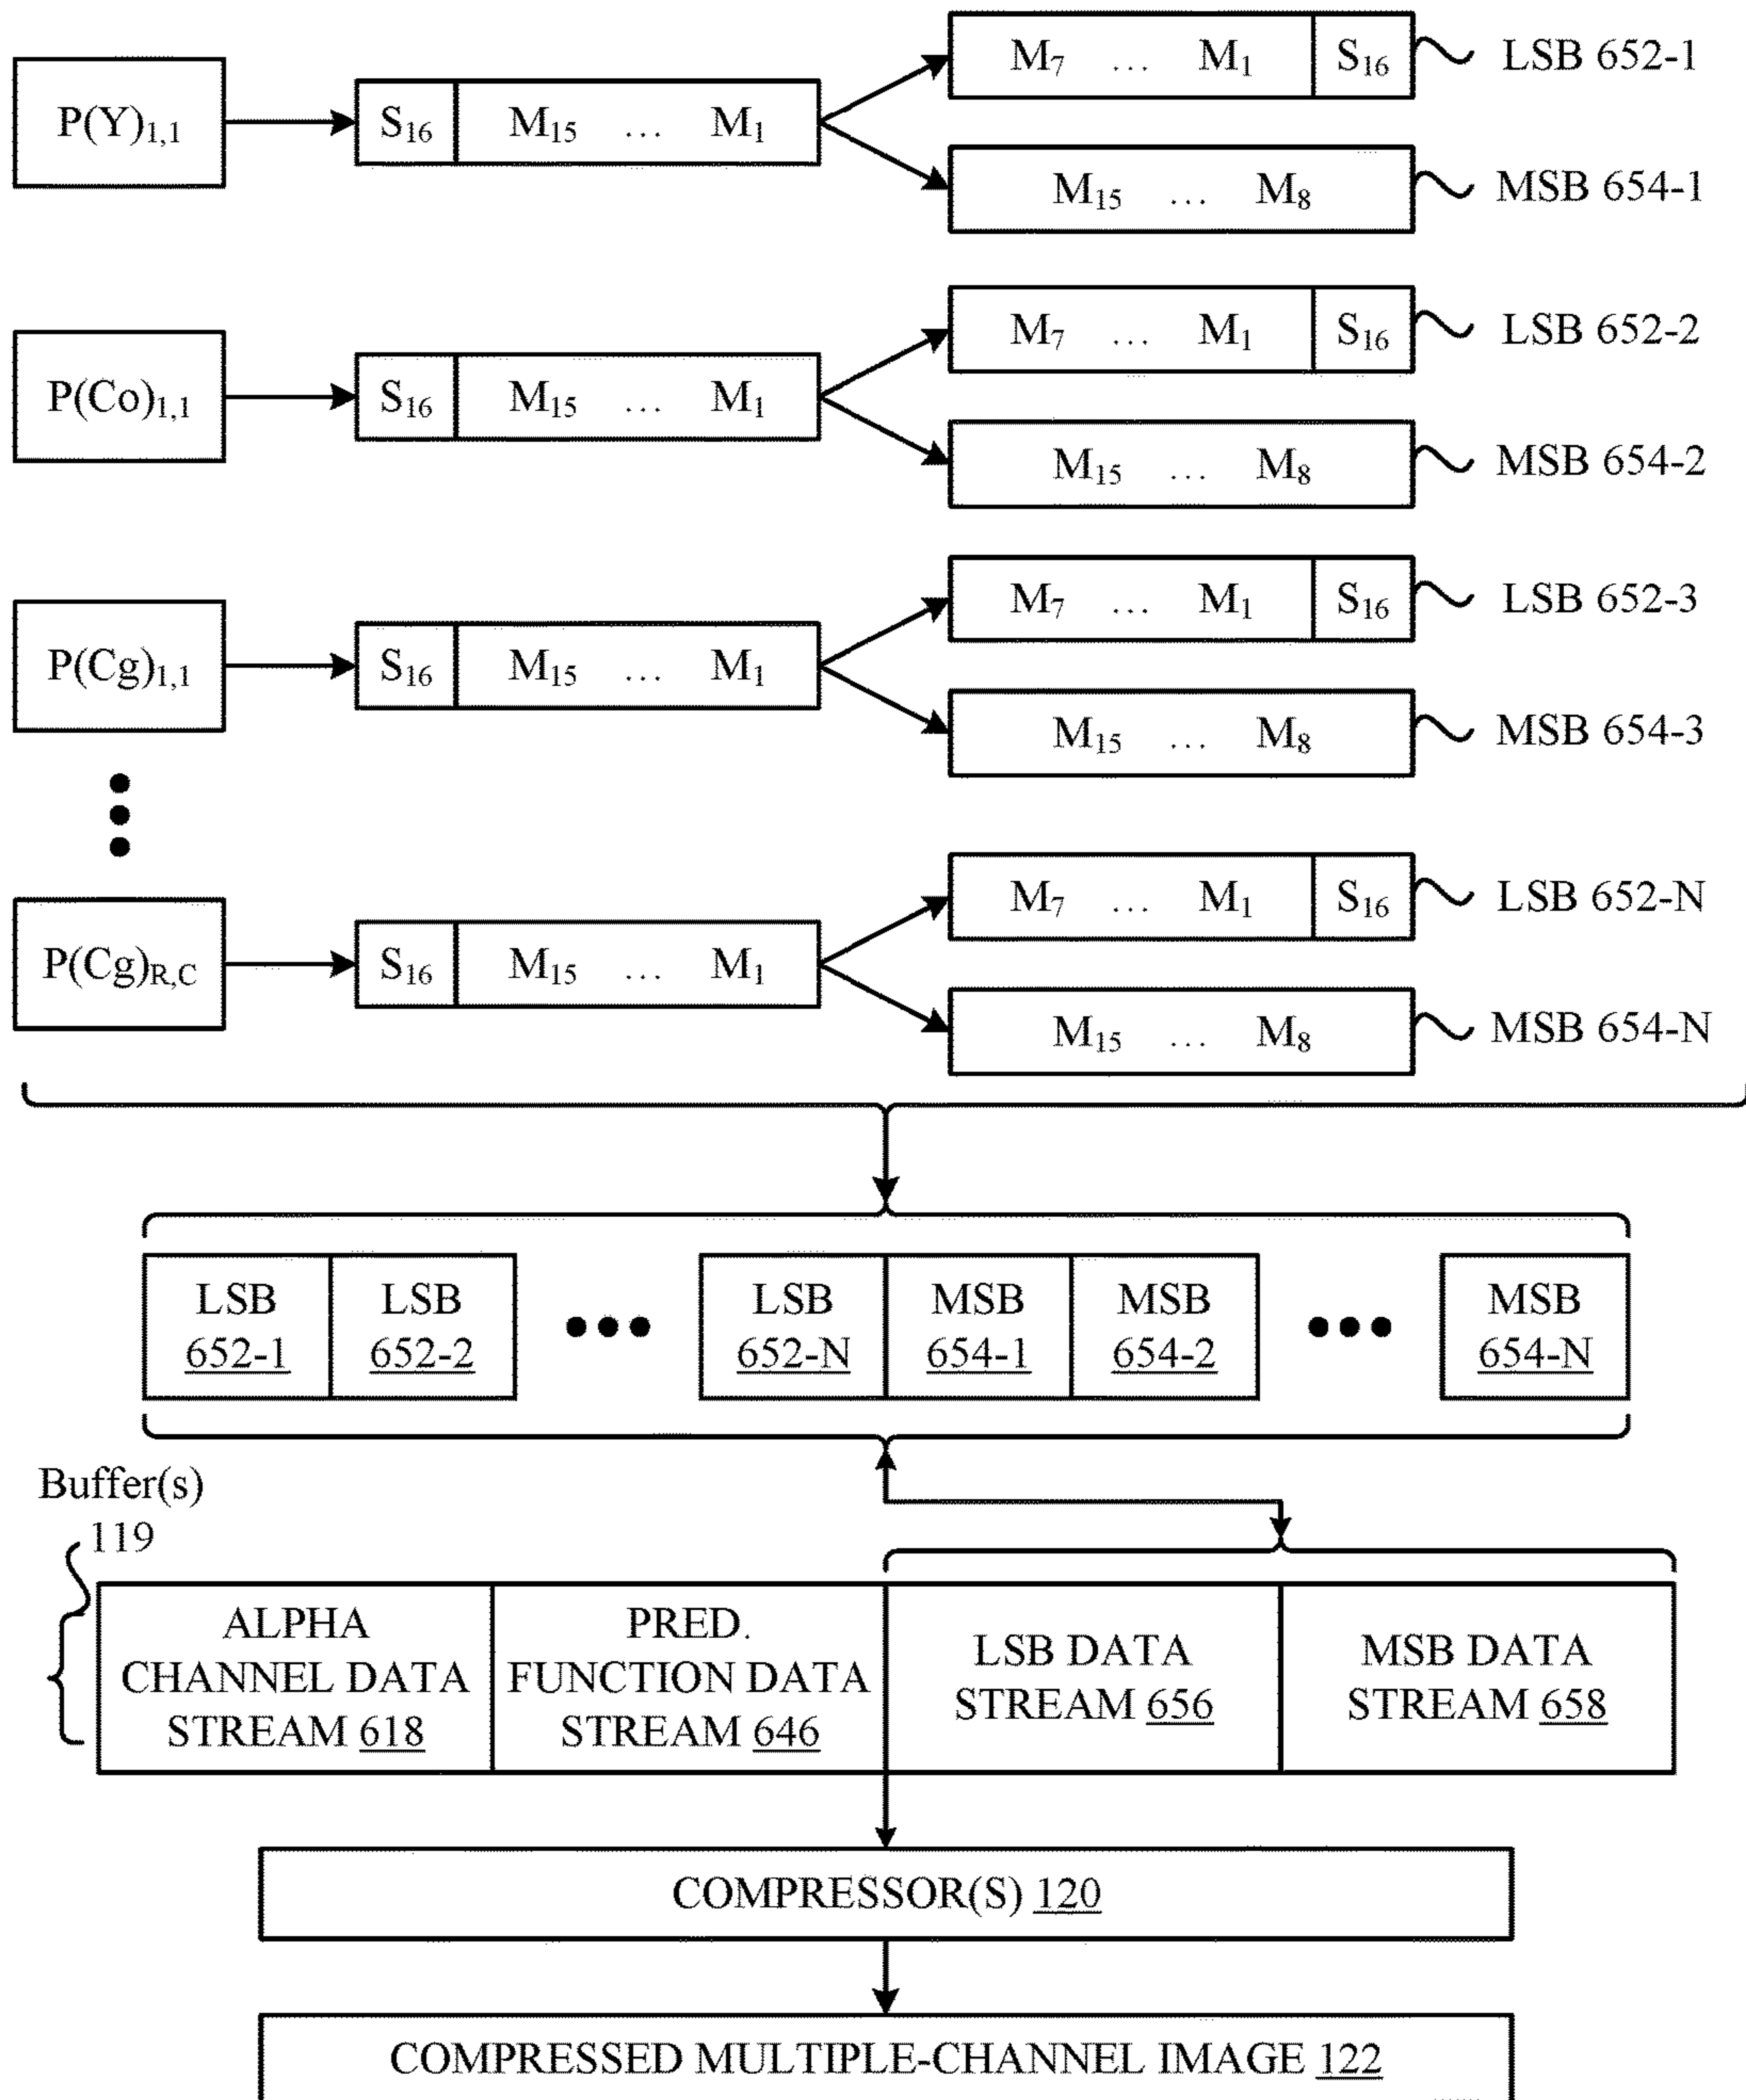 P(Y)1,1
S16 M15 ... M1
M7 ... M1 S16
LSB 652-1
M15 ... M8
MSB 654-1
P(Co)1,1
S16 M15 ... M1
M7 ... M1 S16
LSB 652-2
M15 ... M8
MSB 654-2
P(Cg)1,1
S16 M15 ... M1
M7 ... M1 S16
LSB 652-3
M15 ... M8
MSB 654-3
P(Cg)R,C
S16 M15 ... M1
M7 ... M1 S16
LSB 652-N
M15 ... M8
MSB 654-N
LSB
652-1
LSB
652-2
LSB
652-N
MSB
654-1
MSB
654-2
MSB
654-N
Buffer(s)
119
ALPHA
CHANNEL DATA
STREAM 618
PRED.
FUNCTION DATA
STREAM 646
LSB DATA
STREAM 656
MSB DATA
STREAM 658
COMPRESSOR(S) 120
COMPRESSED MULTIPLE-CHANNEL IMAGE 122